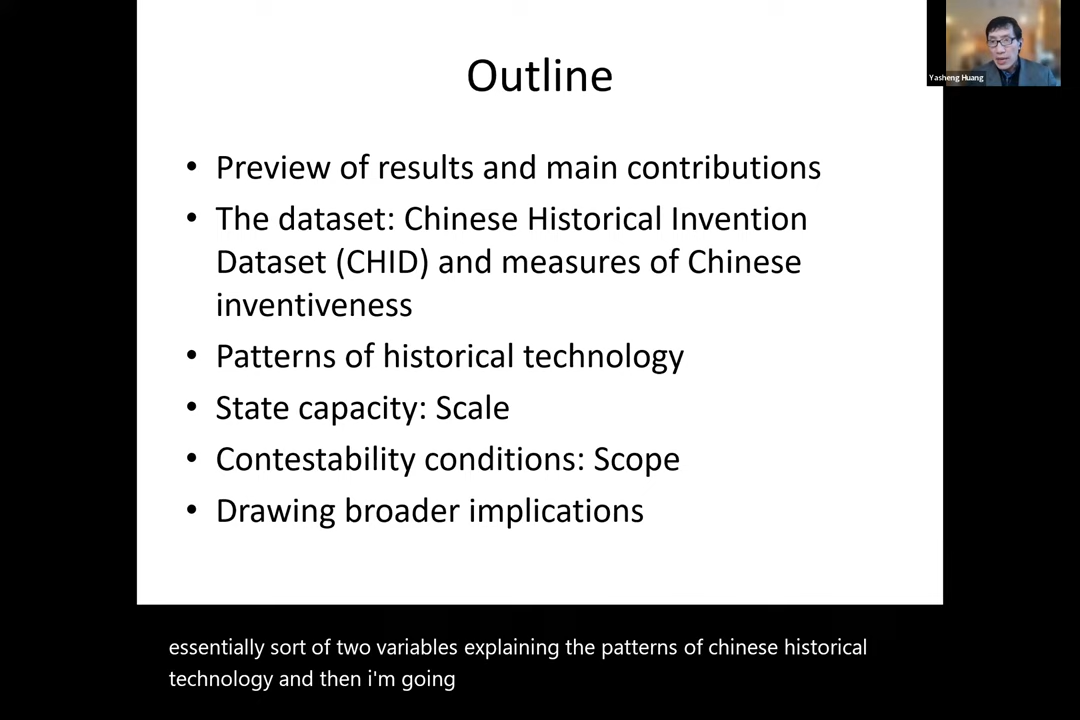 Outline
Yasheng Huang
• Preview of results and main contributions
• The dataset: Chinese Historical Invention
Dataset (CHID) and measures of Chinese
inventiveness
• Patterns of historical technology
• State capacity: Scale
• Contestability conditions: Scope
• Drawing broader implications
essentially sort of two variables explaining the patterns of chinese historical
technology and then i'm going